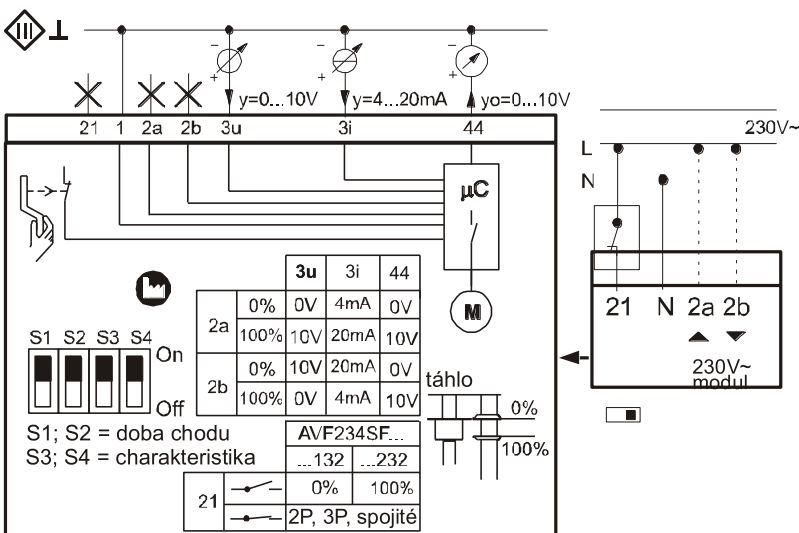 y=0...10V y=4...20mA yo=0...10V
21 1 2a 2b 3u 3i 44
230V~
L
N
µC
M
3u 3i 44
2a 0% 0V 4mA 0V
100% 10V 20mA 10V
2b 0% 10V 20mA 0V
100% 0V 4mA 10V
S1 S2 S3 S4
On
Off
S1; S2 = doba chodu
S3; S4 = charakteristika
táhlo
0%
100%
AVF234SF...
...132 ...232
21 0% 100%
2P, 3P, spojité
21 N 2a 2b
230V~
modul